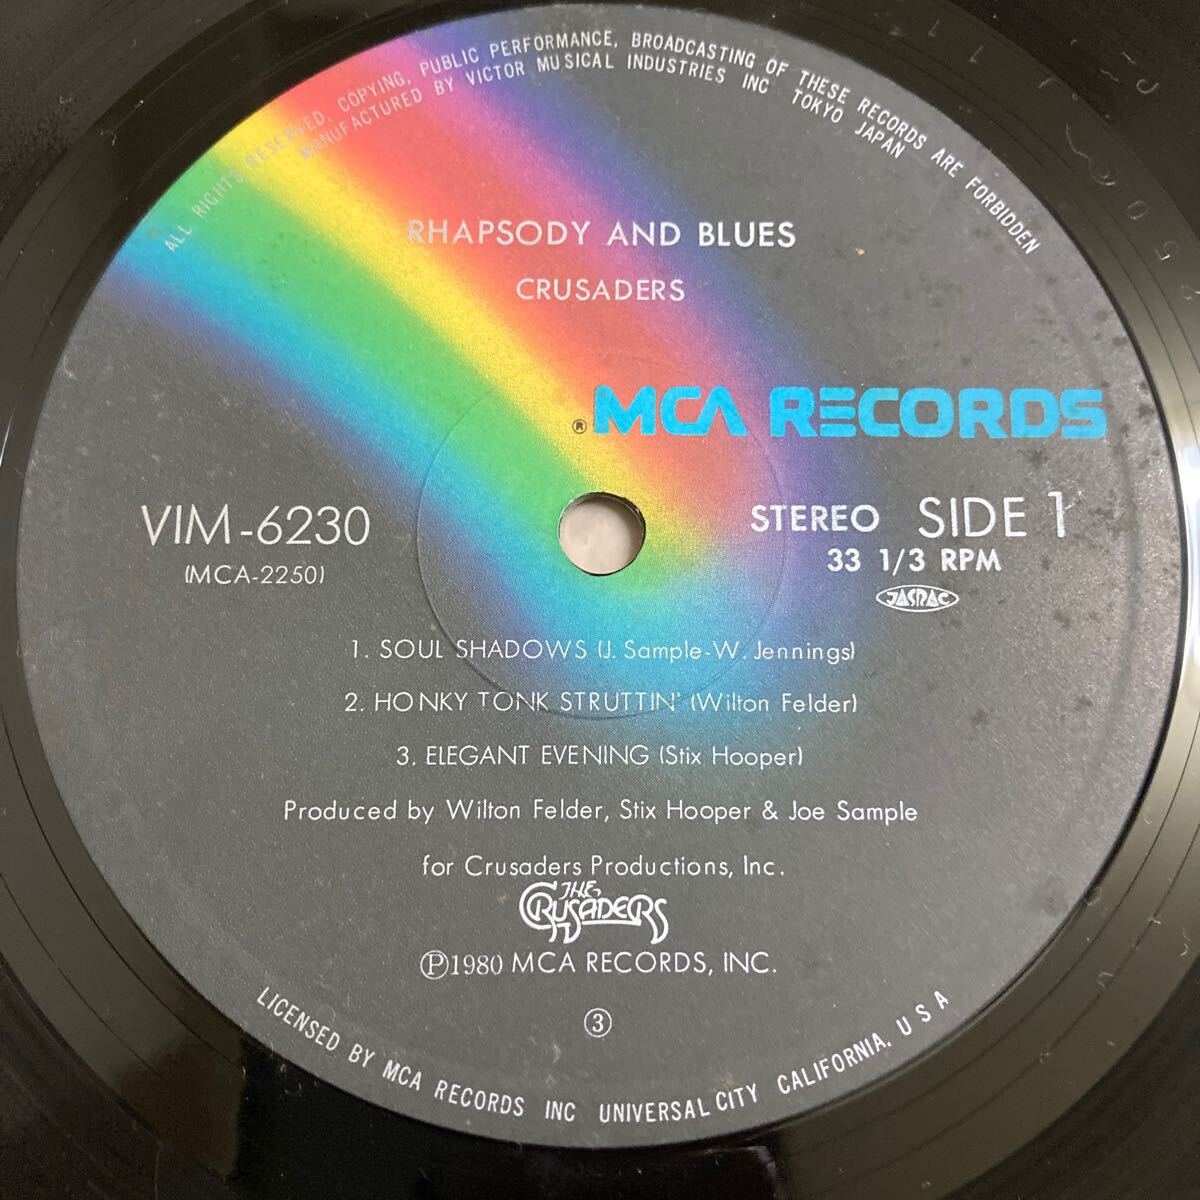 ALL RIGHTS RESERVED. COPYING, PUBLIC PERFORMANCE, BROADCASTING OF THESE RECORDS ARE FORBIDDEN
MANUFACTURED BY VICTOR MUSICAL INDUSTRIES INC TOKYO JAPAN
RHAPSODY AND BLUES
CRUSADERS
® MCA RECORDS
VIM-6230
(MCA-2250)
STEREO SIDE 1
33 1/3 RPM
JASRAC
1. SOUL SHADOWS (J. Sample-W. Jennings)
2. HONKY TONK STRUTTIN' (Wilton Felder)
3. ELEGANT EVENING (Stix Hooper)
Produced by Wilton Felder, Stix Hooper & Joe Sample
for Crusaders Productions, Inc.
THE CRUSADERS
Ⓟ1980 MCA RECORDS, INC.
③
LICENSED BY MCA RECORDS INC UNIVERSAL CITY CALIFORNIA, U S A